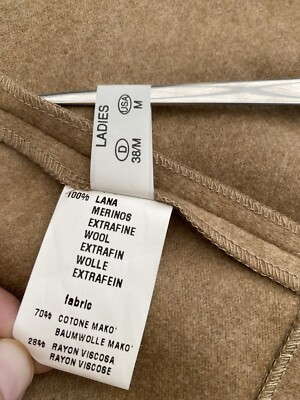 LADIES
USA M
D 38/M
100% LANA
MERINOS
EXTRAFINE
WOOL
EXTRAFIN
WOLLE
EXTRAFEIN
fabric
70% COTONE MAKO'
BAUMWOLLE MAKO'
28% RAYON VISCOSA
RAYON VISCOSE